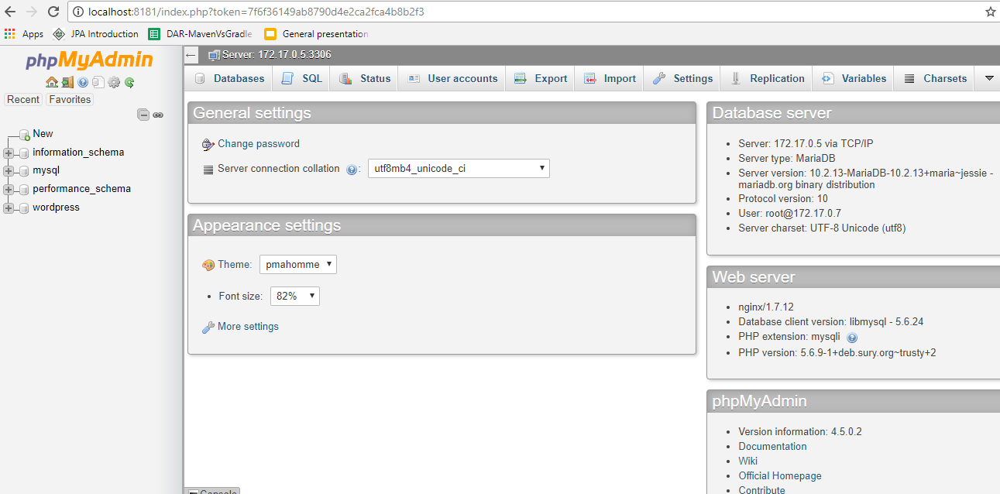 localhost:8181/index.php?token=7f6f36149ab8790d4e2ca2fca4b8b2f3
Apps JPA Introduction DAR-MavenVsGradle General presentation
phpMyAdmin
Recent Favorites
New
information_schema
mysql
performance_schema
wordpress
Server: 172.17.0.5:3306
Databases SQL Status User accounts Export Import Settings Replication Variables Charsets
General settings
Change password
Server connection collation : utf8mb4_unicode_ci
Appearance settings
Theme: pmahomme
Font size: 82%
More settings
Database server
Server: 172.17.0.5 via TCP/IP
Server type: MariaDB
Server version: 10.2.13-MariaDB-10.2.13+maria~jessie -
mariadb.org binary distribution
Protocol version: 10
User: root@172.17.0.7
Server charset: UTF-8 Unicode (utf8)
Web server
nginx/1.7.12
Database client version: libmysql - 5.6.24
PHP extension: mysqli
PHP version: 5.6.9-1+deb.sury.org~trusty+2
phpMyAdmin
Version information: 4.5.0.2
Documentation
Wiki
Official Homepage
Contribute
Console